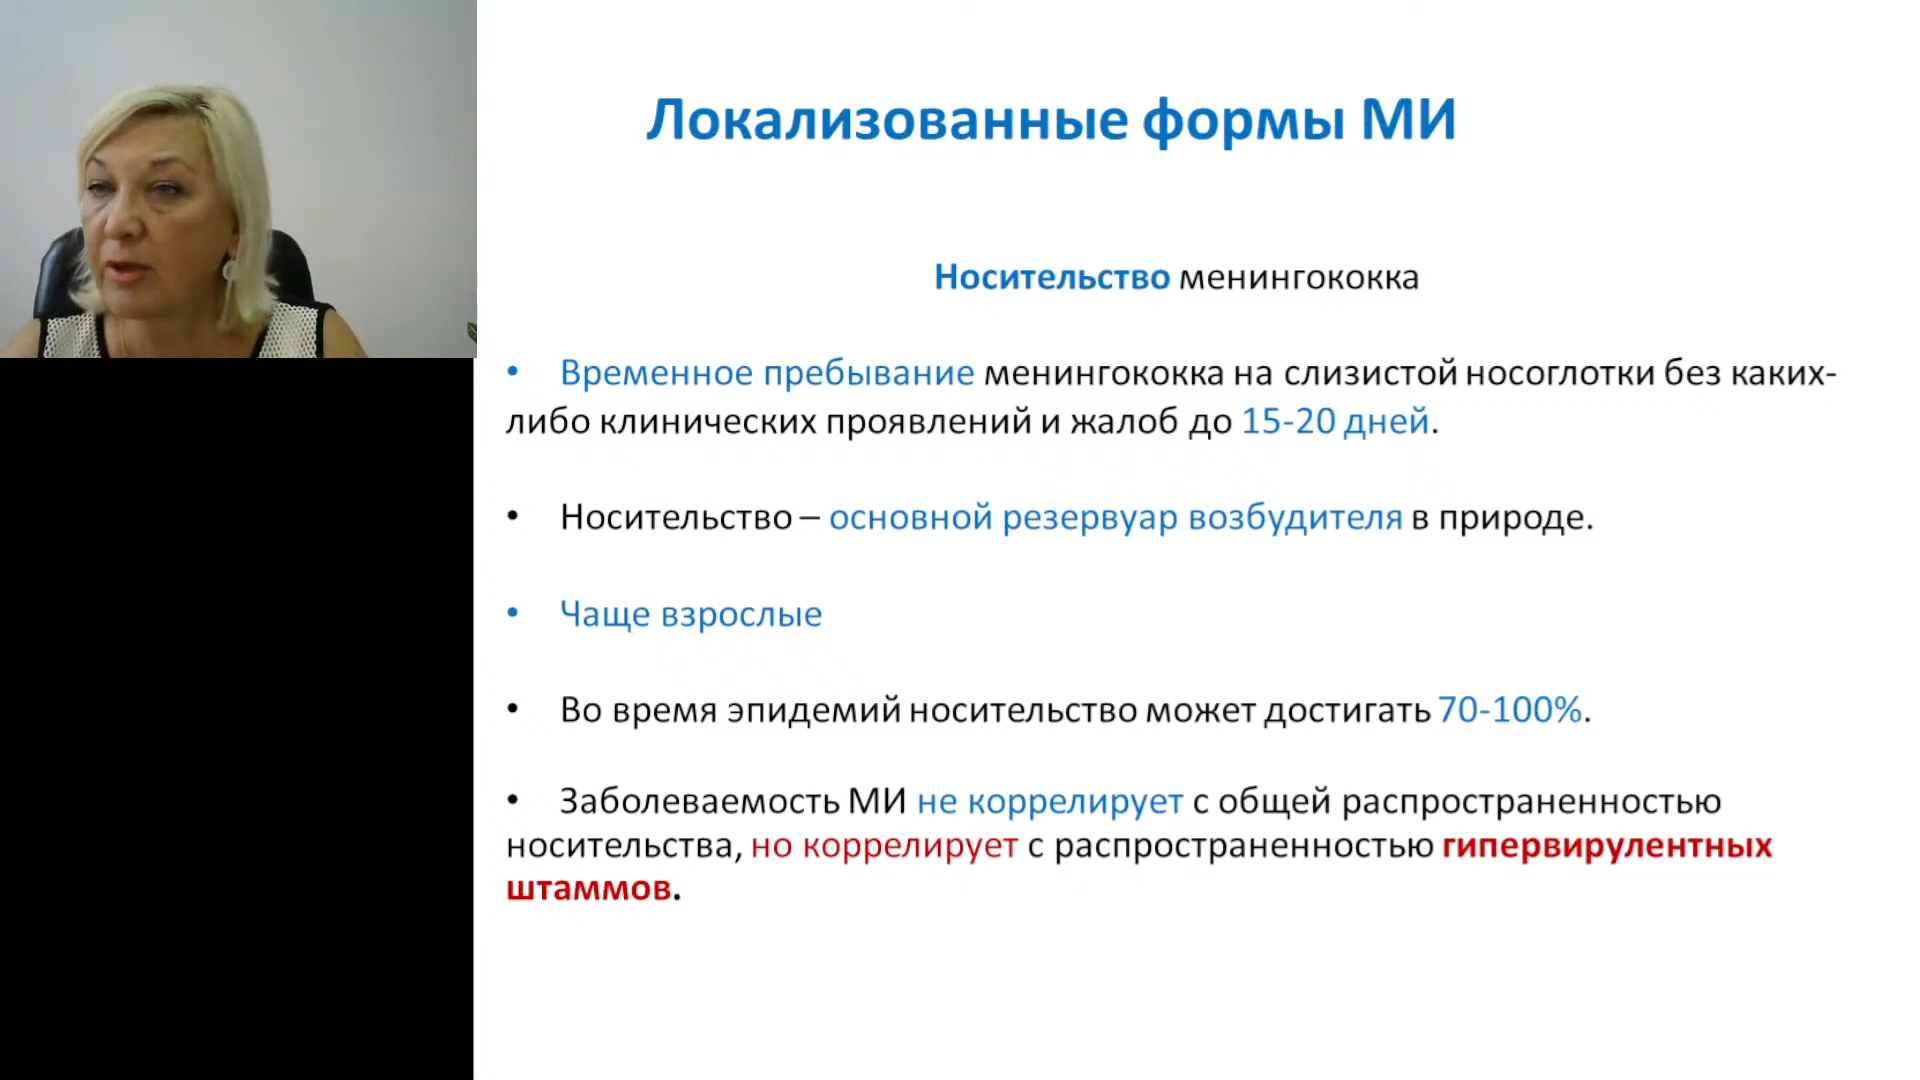 Локализованные формы МИ
Носительство менингококка
• Временное пребывание менингококка на слизистой носоглотки без каких-
либо клинических проявлений и жалоб до 15-20 дней.
• Носительство – основной резервуар возбудителя в природе.
• Чаще взрослые
• Во время эпидемий носительство может достигать 70-100%.
• Заболеваемость МИ не коррелирует с общей распространенностью
носительства, но коррелирует с распространенностью гипервирулентных
штаммов.